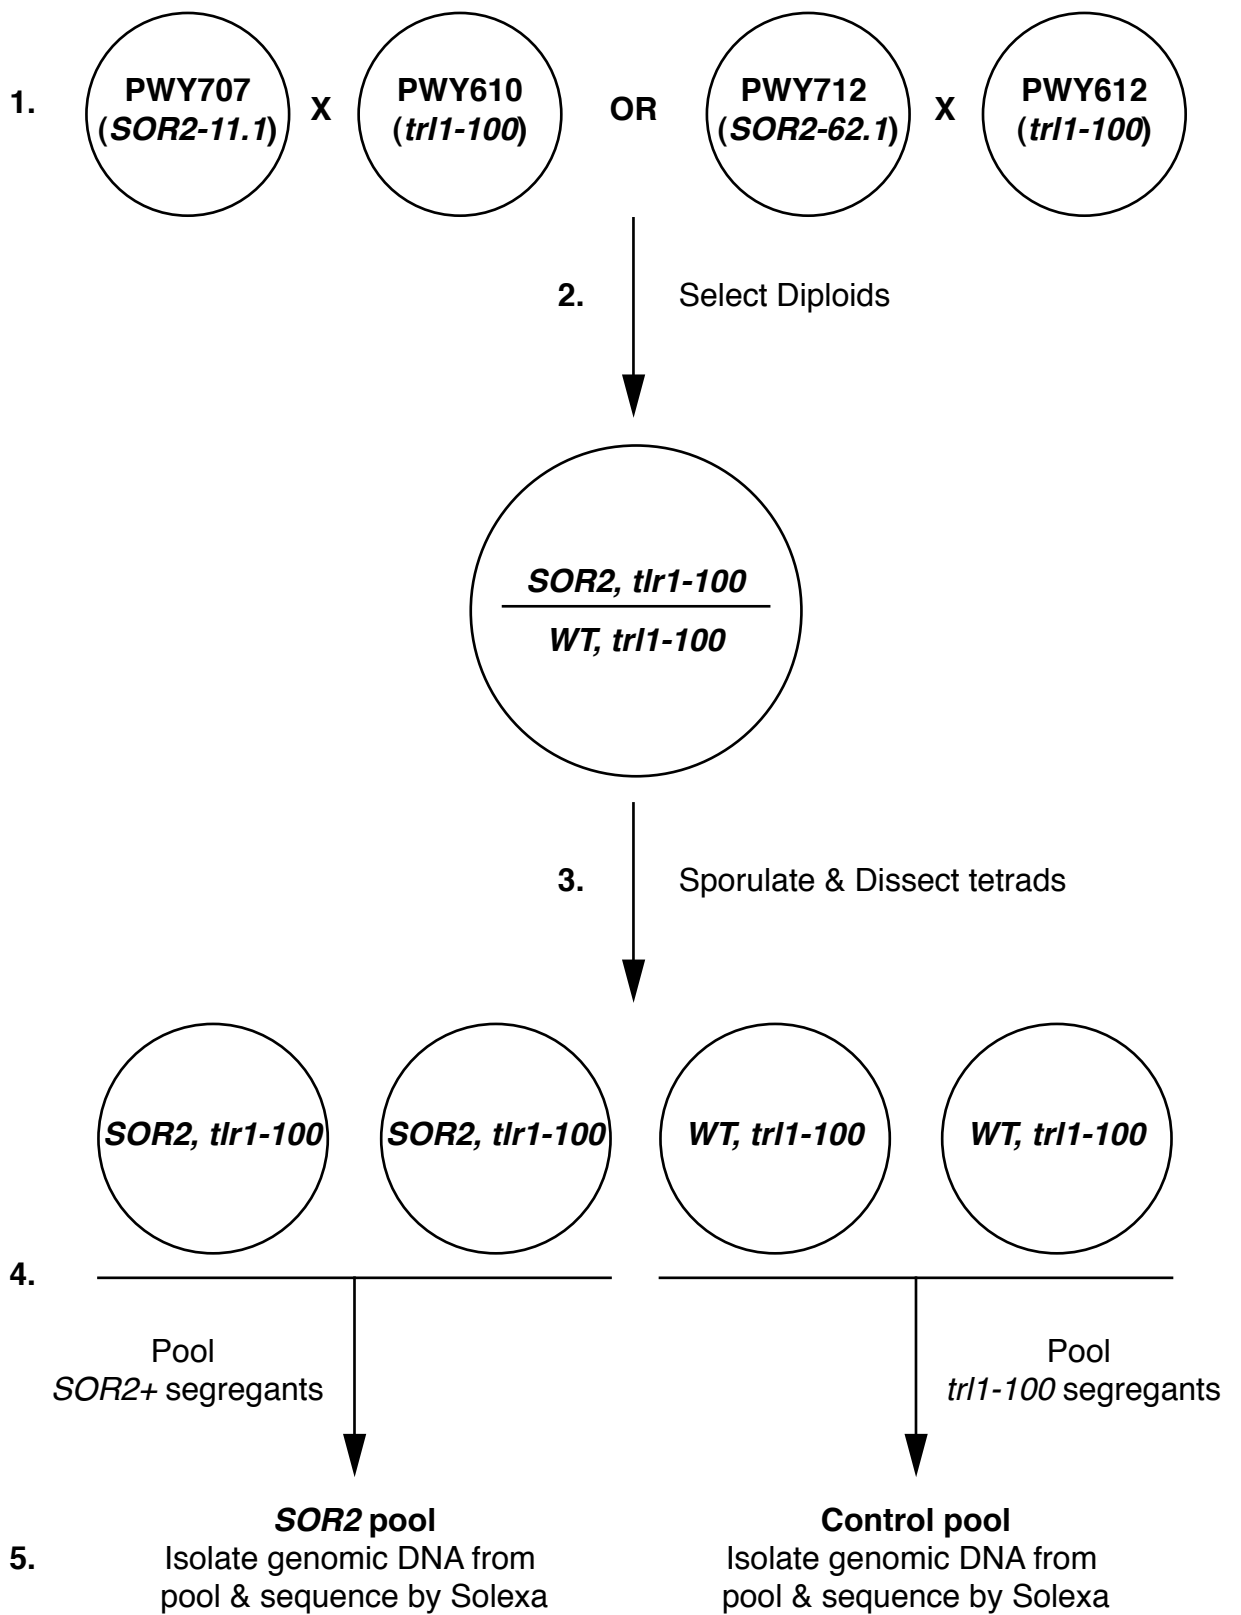 1.
PWY707
(SOR2-11.1)
X
PWY610
(trl1-100)
OR
PWY712
(SOR2-62.1)
X
PWY612
(trl1-100)
2.
Select Diploids
SOR2, tlr1-100
WT, trl1-100
3.
Sporulate & Dissect tetrads
SOR2, tlr1-100
SOR2, tlr1-100
WT, trl1-100
WT, trl1-100
4.
Pool
SOR2+ segregants
Pool
trl1-100 segregants
5.
SOR2 pool
Isolate genomic DNA from
pool & sequence by Solexa
Control pool
Isolate genomic DNA from
pool & sequence by Solexa